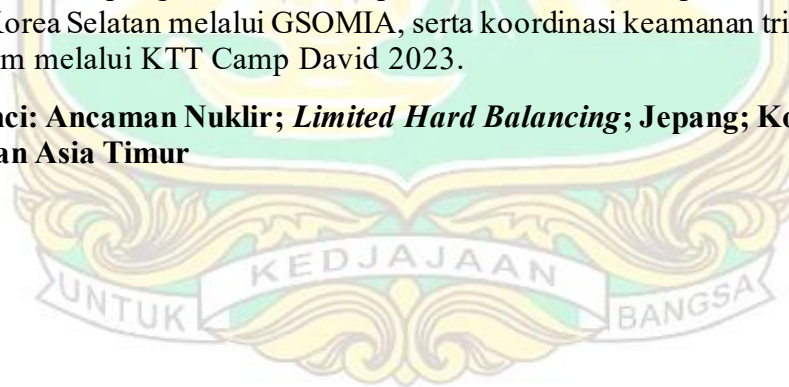 Korea Selatan melalui GSOMIA, serta koordinasi keamanan tri
m melalui KTT Camp David 2023.
nci: Ancaman Nuklir; Limited Hard Balancing; Jepang; Ko
an Asia Timur
UNTUK KEDJAJAAN BANGSA